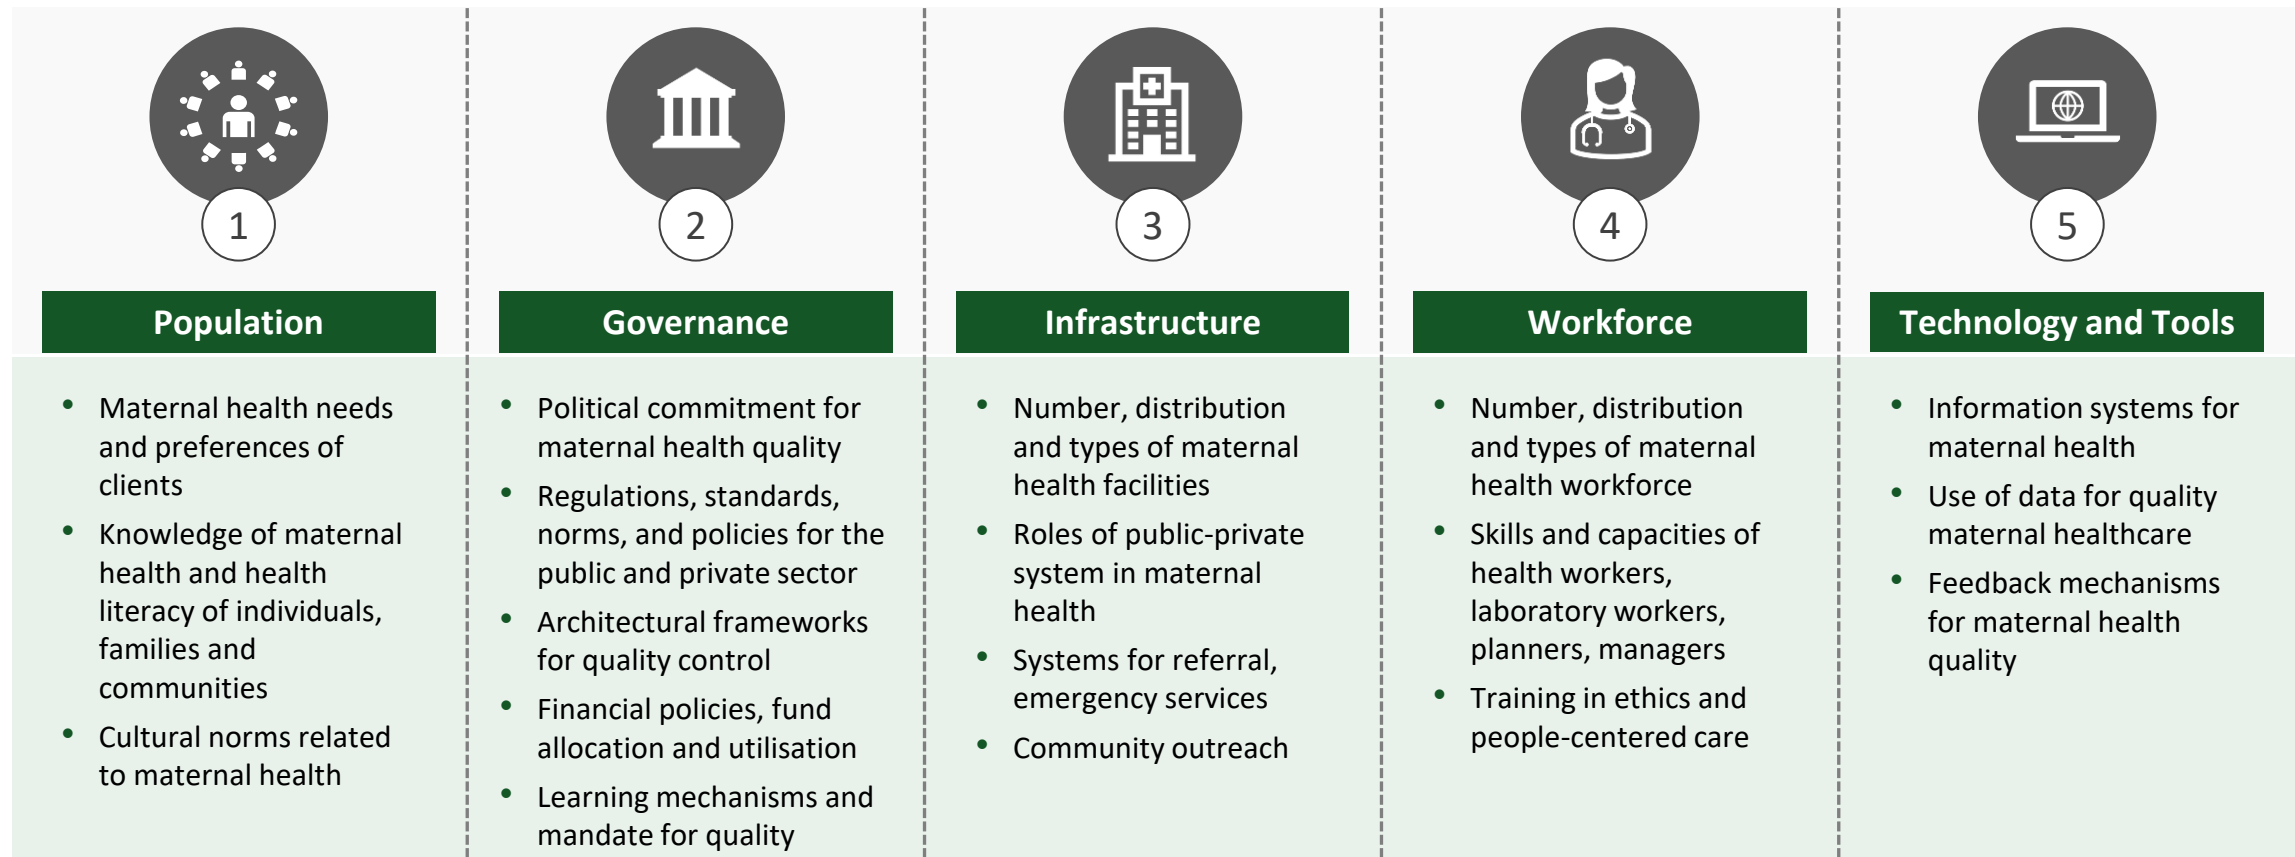 1
Population
• Maternal health needs
and preferences of
clients
• Knowledge of maternal
health and health
literacy of individuals,
families and
communities
• Cultural norms related
to maternal health
2
Governance
• Political commitment for
maternal health quality
• Regulations, standards,
norms, and policies for the
public and private sector
• Architectural frameworks
for quality control
• Financial policies, fund
allocation and utilisation
• Learning mechanisms and
mandate for quality
3
Infrastructure
• Number, distribution
and types of maternal
health facilities
• Roles of public-private
system in maternal
health
• Systems for referral,
emergency services
• Community outreach
4
Workforce
• Number, distribution
and types of maternal
health workforce
• Skills and capacities of
health workers,
laboratory workers,
planners, managers
• Training in ethics and
people-centered care
5
Technology and Tools
• Information systems for
maternal health
• Use of data for quality
maternal healthcare
• Feedback mechanisms
for maternal health
quality